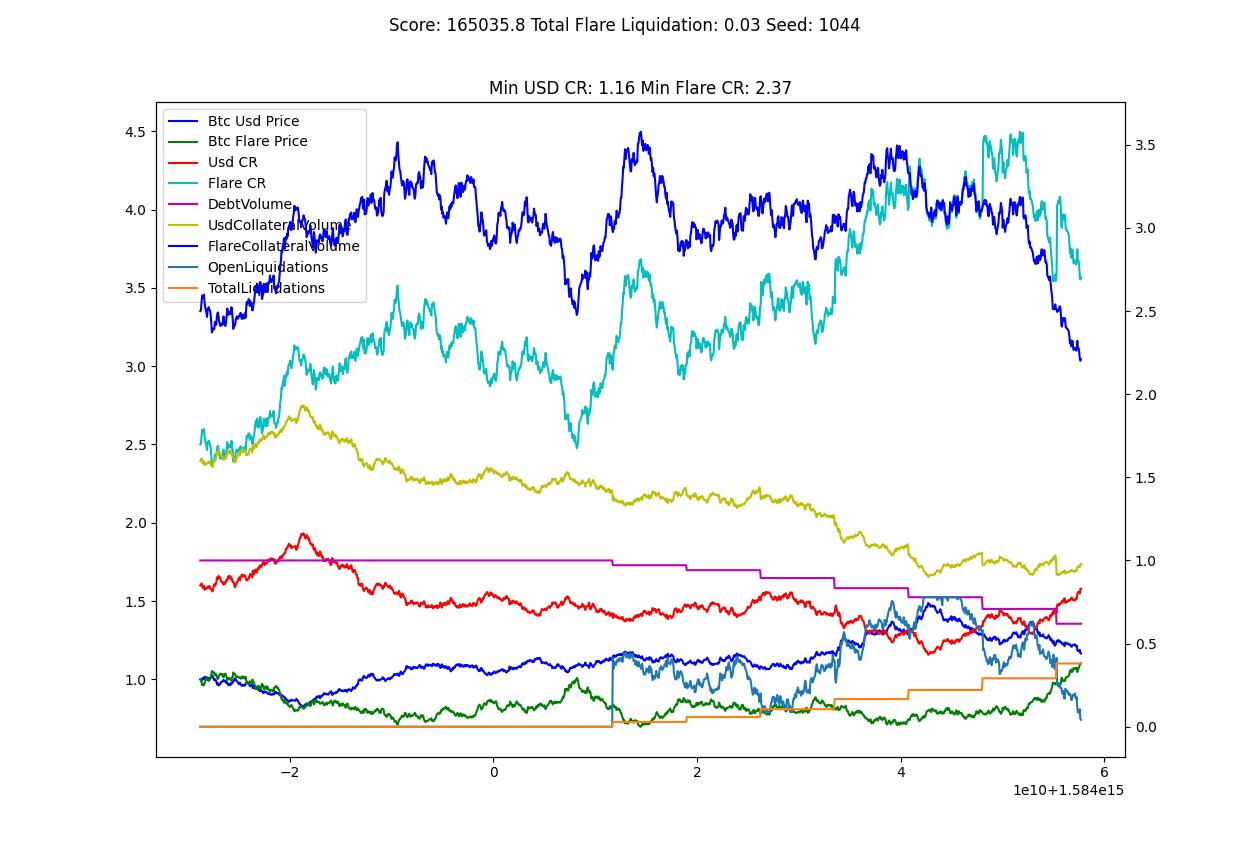 Score: 165035.8 Total Flare Liquidation: 0.03 Seed: 1044
Min USD CR: 1.16 Min Flare CR: 2.37
Btc Usd Price
Btc Flare Price
Usd CR
Flare CR
DebtVolume
UsdCollateralVolume
FlareCollateralVolume
OpenLiquidations
TotalLiquidations
4.5
4.0
3.5
3.0
2.5
2.0
1.5
1.0
3.5
3.0
2.5
2.0
1.5
1.0
0.5
0.0
−2 0 2 4 6
1e10+1.584e15